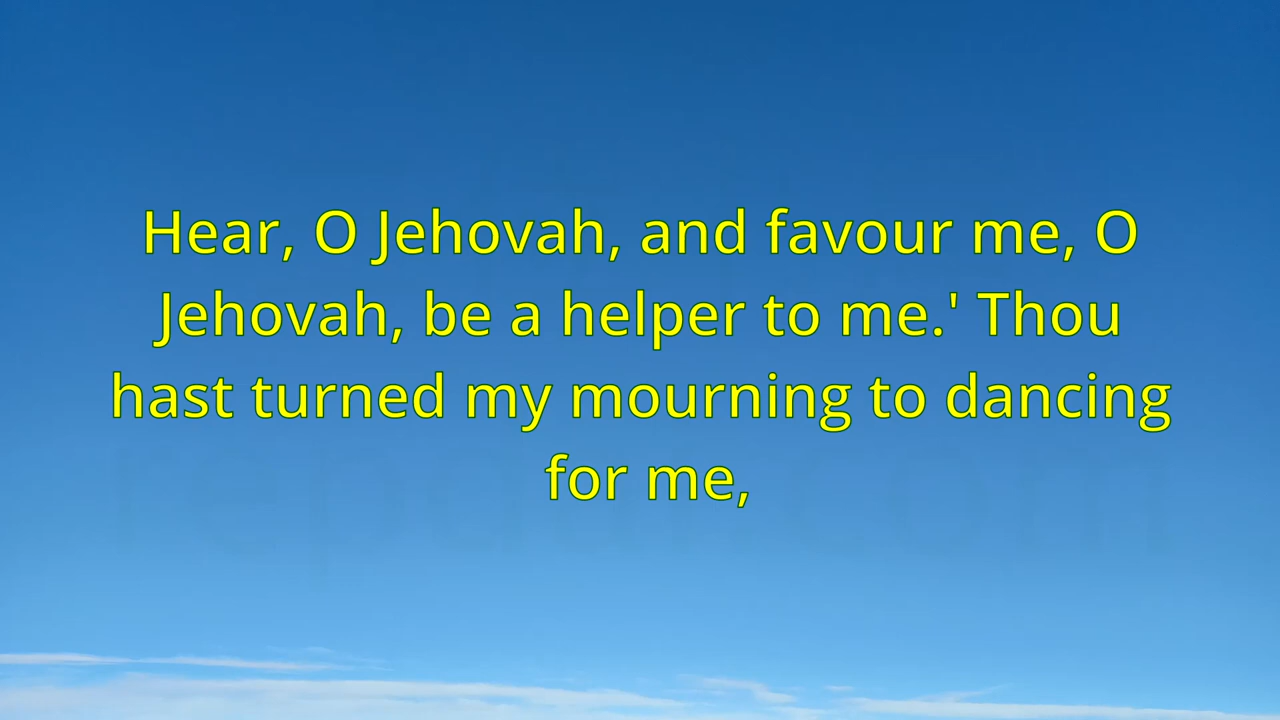 Hear, O Jehovah, and favour me, O
Jehovah, be a helper to me.' Thou
hast turned my mourning to dancing
for me,